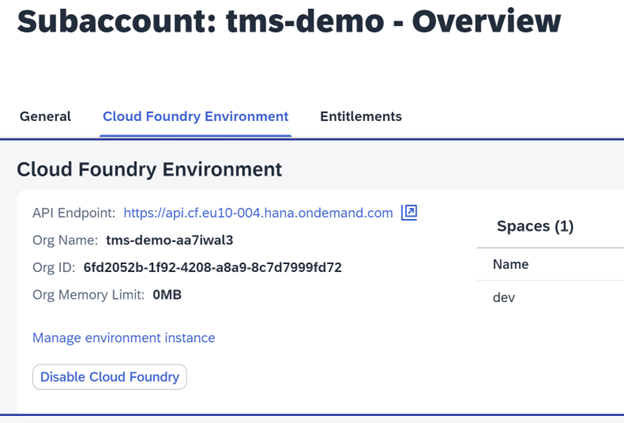 Subaccount: tms-demo - Overview
General Cloud Foundry Environment Entitlements
Cloud Foundry Environment
API Endpoint: https://api.cf.eu10-004.hana.ondemand.com
Org Name: tms-demo-aa7iwal3
Org ID: 6fd2052b-1f92-4208-a8a9-8c7d7999fd72
Org Memory Limit: 0MB
Manage environment instance
Disable Cloud Foundry
Spaces (1)
Name
dev